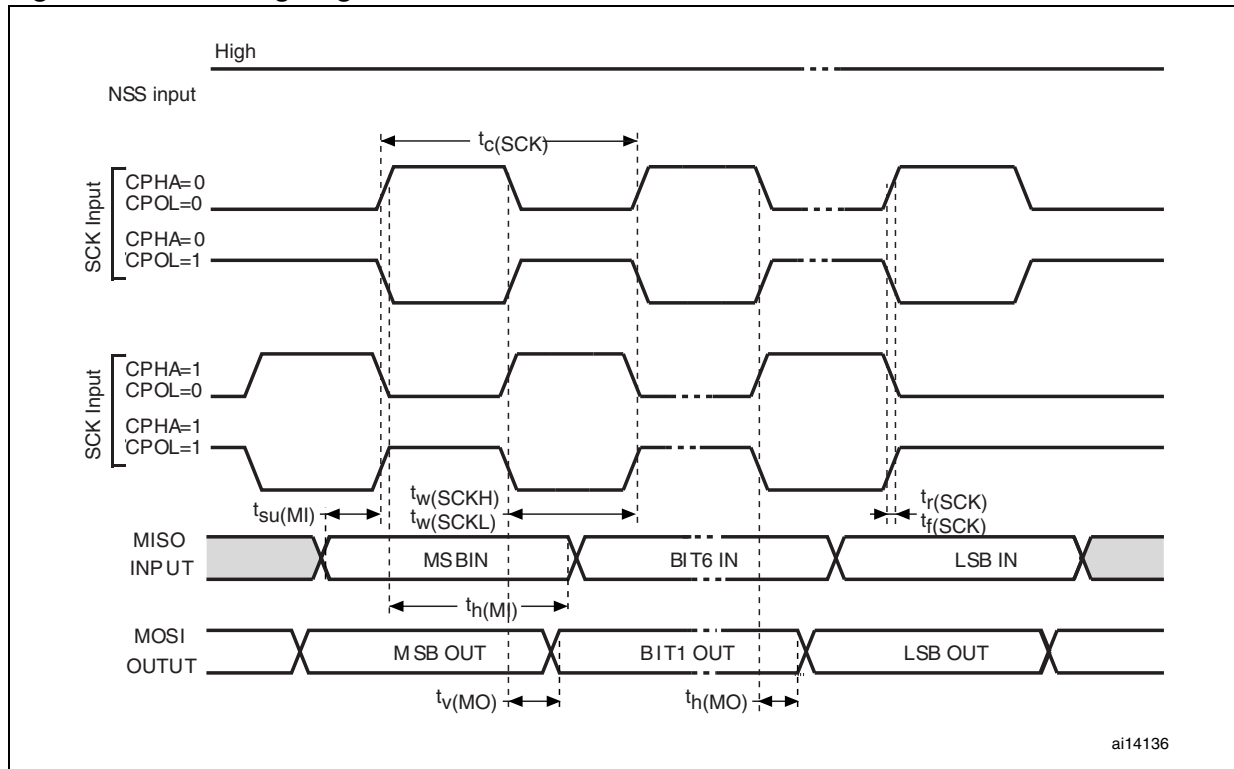 High
NSS input
tc(SCK)
SCK Input
CPHA=0
CPOL=0
CPHA=0
CPOL=1
SCK Input
CPHA=1
CPOL=0
CPHA=1
CPOL=1
tsu(MI)
tw(SCKH)
tw(SCKL)
tr(SCK)
tf(SCK)
MISO
INPUT
MSBIN
BIT6 IN
LSB IN
th(MI)
MOSI
OUTUT
MSB OUT
BIT1 OUT
LSB OUT
tv(MO)
th(MO)
ai14136